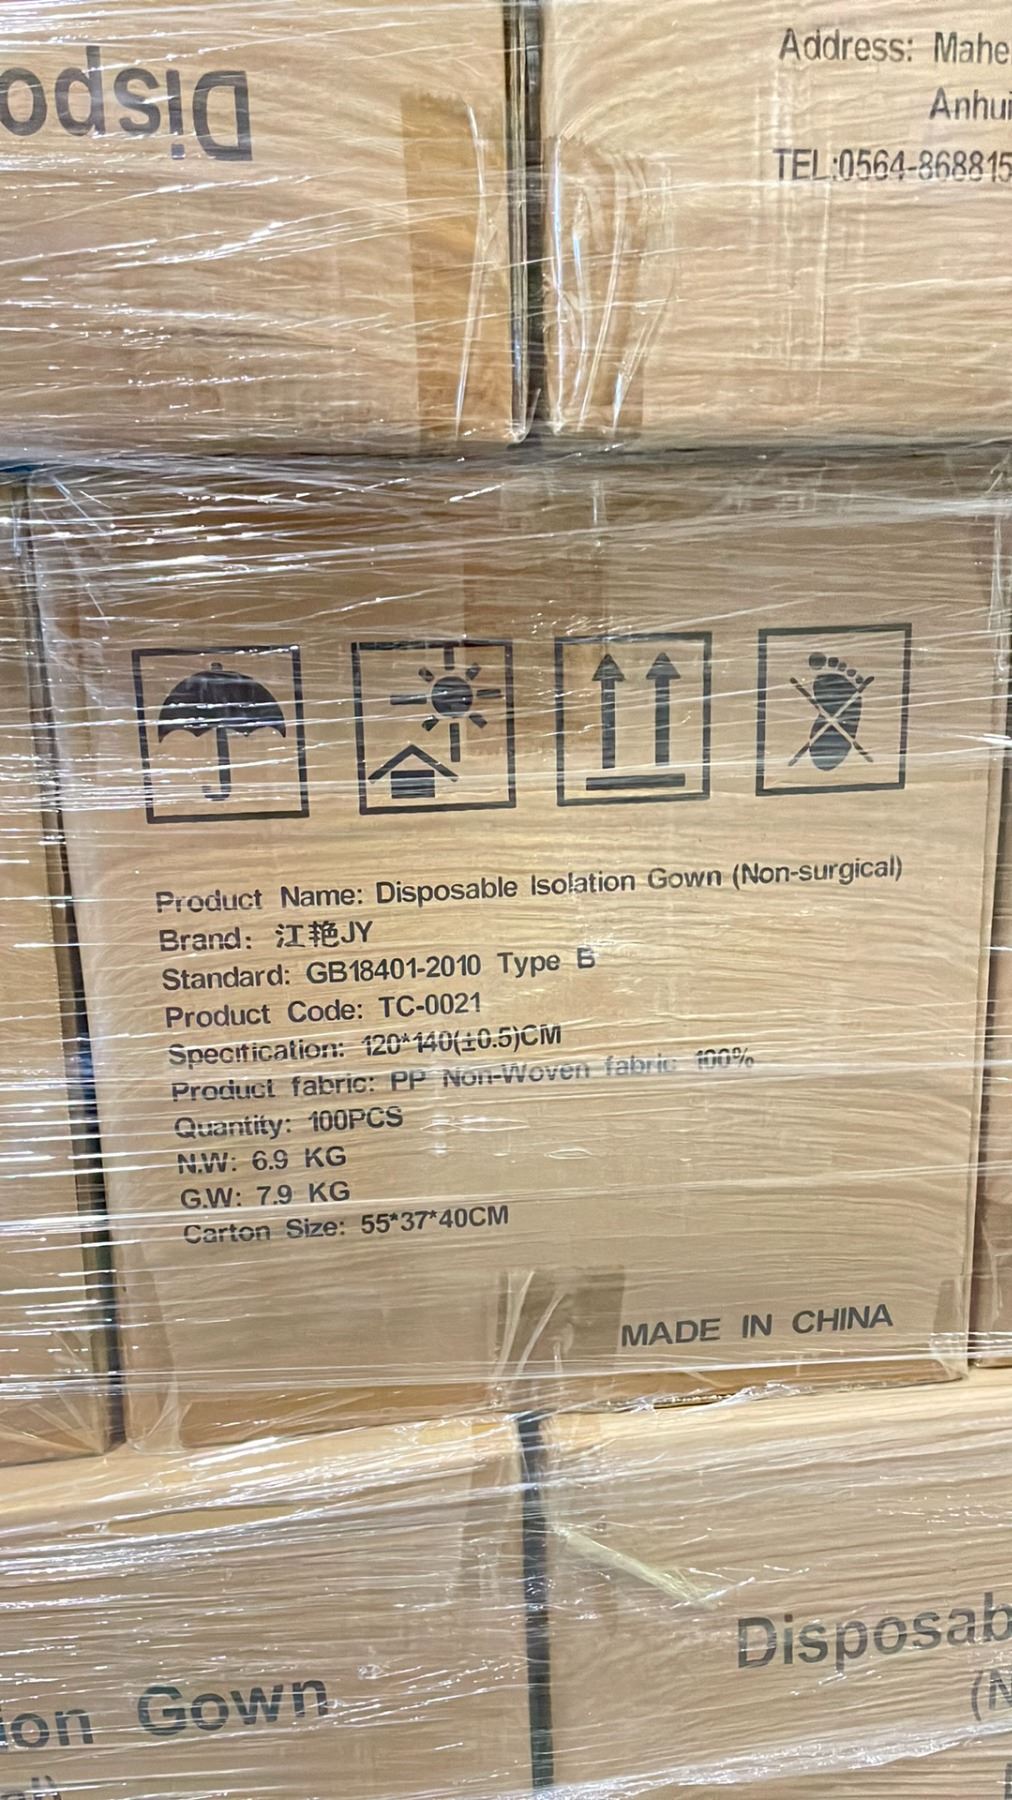 Dispo
Address: Mahe
Anhui
TEL:0564-868815
Product Name: Disposable Isolation Gown (Non-surgical)
Brand: 江艳JY
Standard: GB18401-2010 Type B
Product Code: TC-0021
Specification: 120*140(±0.5)CM
Product fabric: PP Non-Woven fabric 100%
Quantity: 100PCS
N.W: 6.9 KG
G.W: 7.9 KG
Carton Size: 55*37*40CM
MADE IN CHINA
ion Gown
Disposab
(N